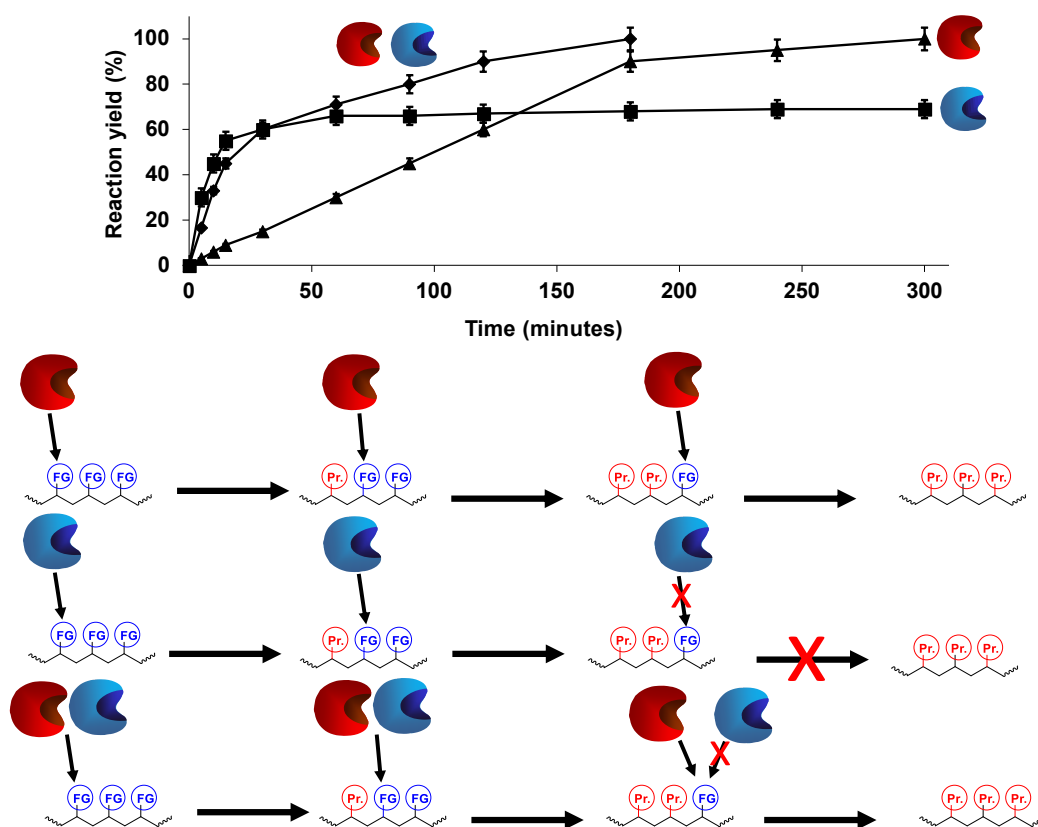 Reaction yield (%)
100
80
60
40
20
0
0 50 100 150 200 250 300
Time (minutes)
FG FG FG Pr. FG FG Pr. Pr. FG Pr. Pr. Pr.
FG FG FG Pr. FG FG Pr. Pr. FG Pr. Pr. Pr.
FG FG FG Pr. FG FG Pr. Pr. FG Pr. Pr. Pr.